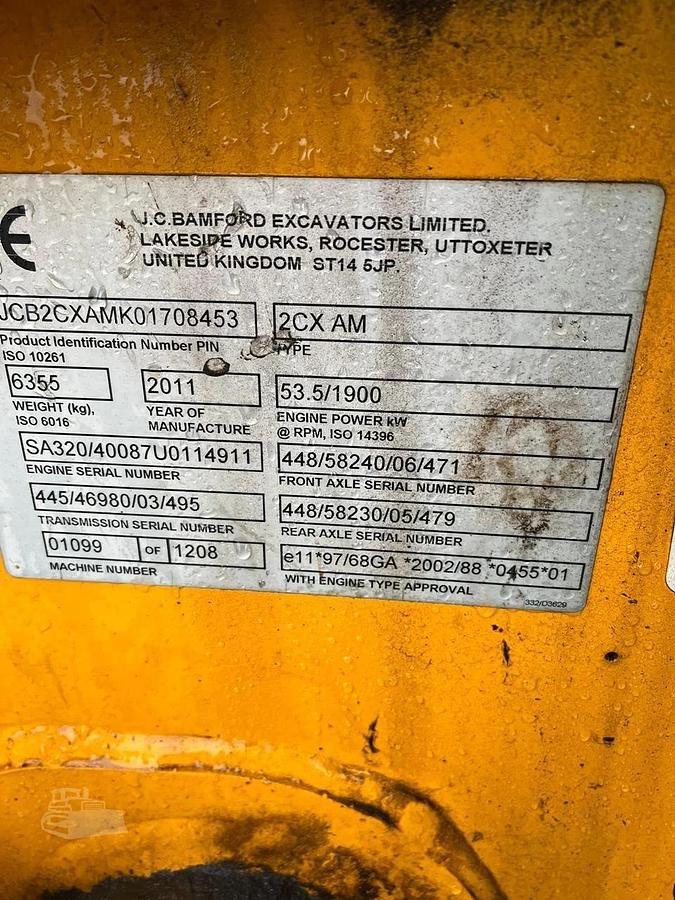 CE
J.C.BAMFORD EXCAVATORS LIMITED.
LAKESIDE WORKS, ROCESTER, UTTOXETER
UNITED KINGDOM ST14 5JP.
JCB2CXAMK01708453
Product Identification Number PIN
ISO 10261
2CX AM
TYPE
6355
WEIGHT (kg),
ISO 6016
2011
YEAR OF
MANUFACTURE
53.5/1900
ENGINE POWER kW
@ RPM, ISO 14396
SA320/40087U0114911
ENGINE SERIAL NUMBER
448/58240/06/471
FRONT AXLE SERIAL NUMBER
445/46980/03/495
TRANSMISSION SERIAL NUMBER
448/58230/05/479
REAR AXLE SERIAL NUMBER
01099 OF 1208
MACHINE NUMBER
e11*97/68GA *2002/88 *0455*01
WITH ENGINE TYPE APPROVAL
332/D3629